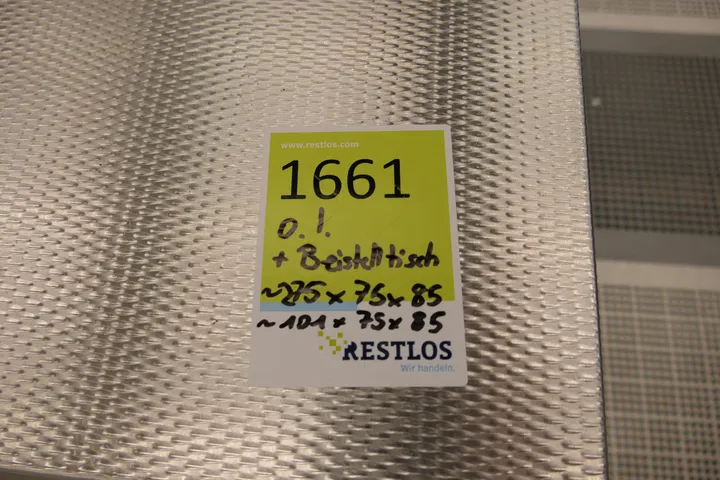 www.restlos.com
1661
o.l.
+ Beistelltisch
~275 x 75 x 85
~101 x 75 x 85
RESTLOS
Wir handeln.